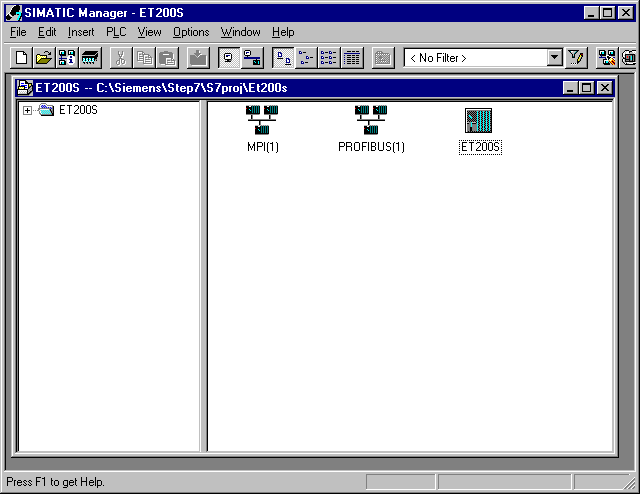 SIMATIC Manager - ET200S
File Edit Insert PLC View Options Window Help
< No Filter >
ET200S -- C:\Siemens\Step7\S7proj\Et200s
ET200S
MPI(1) PROFIBUS(1) ET200S
Press F1 to get Help.